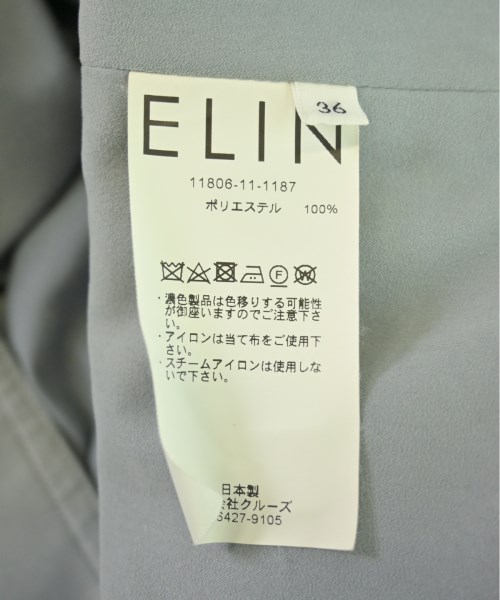 36
ELIN
11806-11-1187
ポリエステル 100%
・濃色製品は色移りする可能性
が御座いますのでご注意下さ
い。
・アイロンは当て布をご使用下
さい。
・スチームアイロンは使用しな
いで下さい。
日本製
会社クルーズ
6427-9105